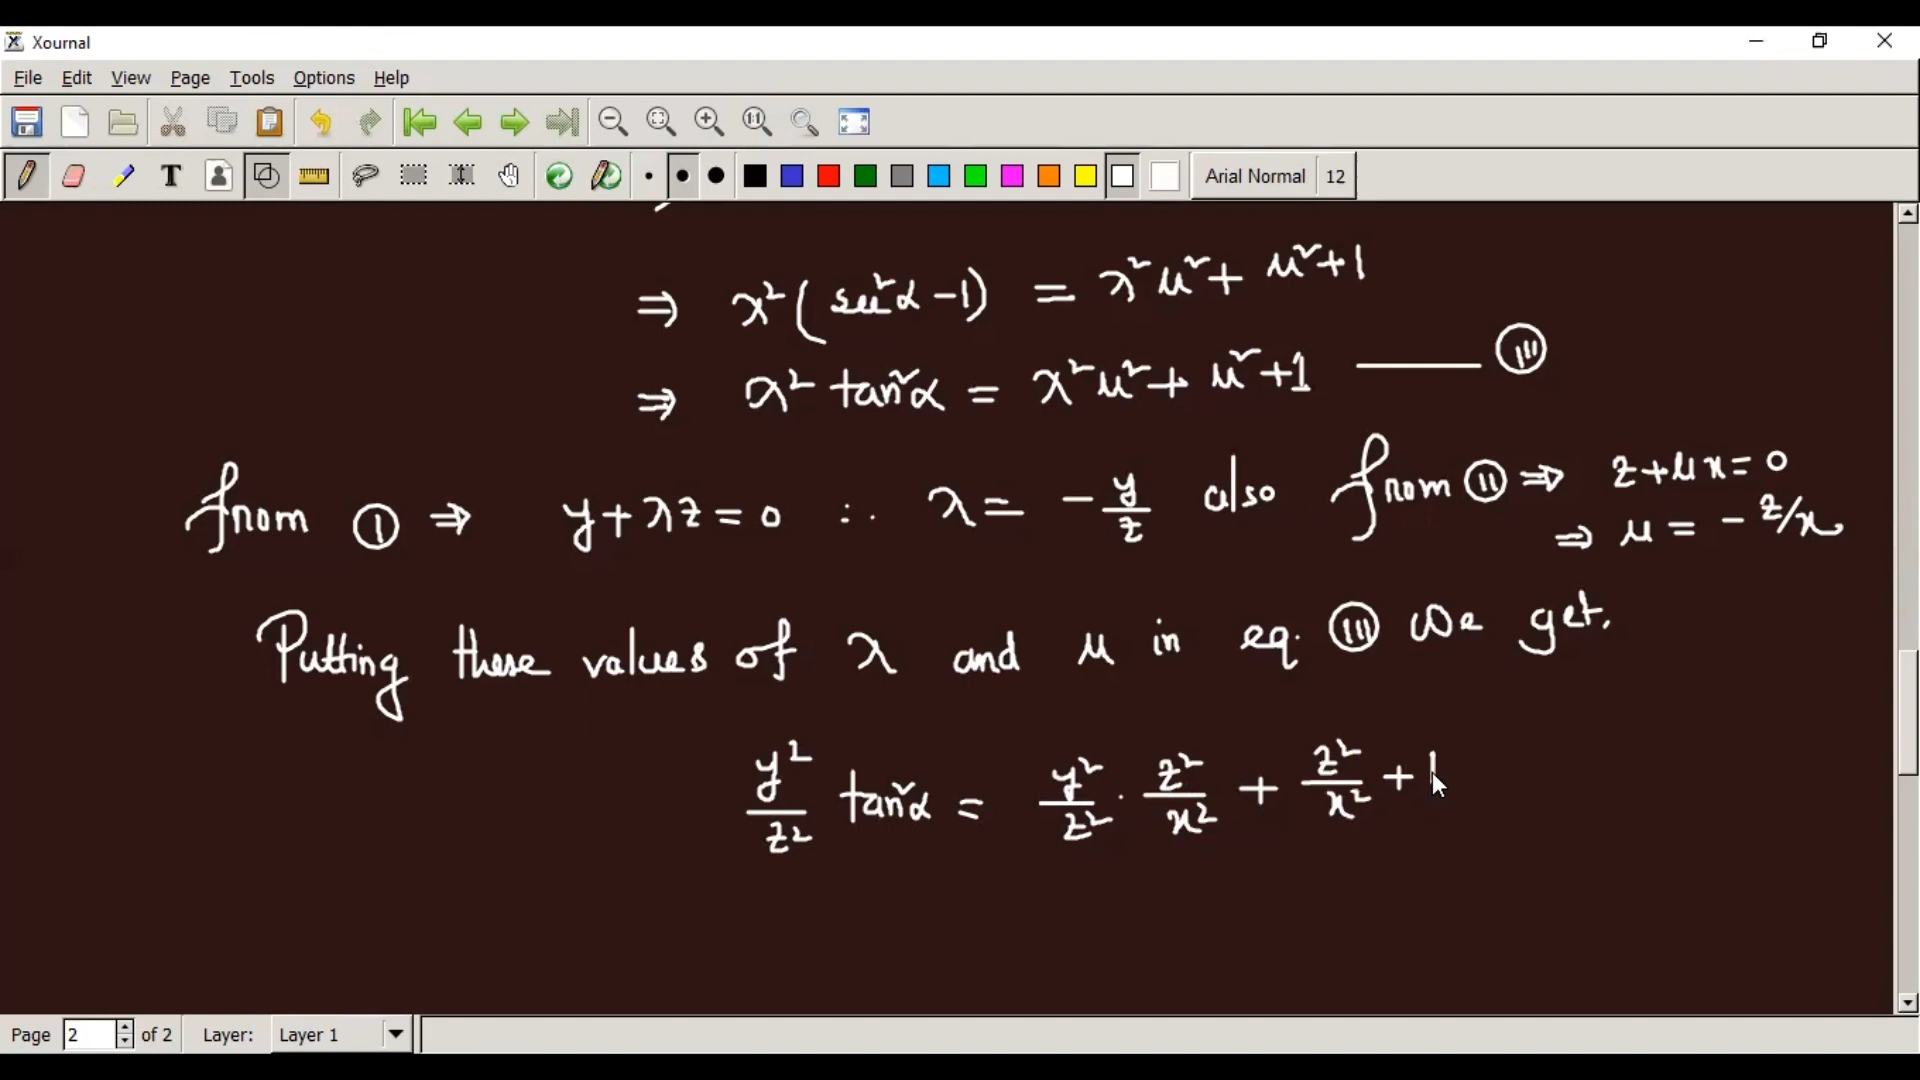 Xournal
File Edit View Page Tools Options Help
Arial Normal 12
⇒ λ²(sec²α -1) = λ²μ² + μ² + 1
⇒ λ² tan²α = λ²μ² + μ² + 1 ——— (III)
from (I) ⇒ y + λz = 0 ∴ λ = - y/z also from (II) ⇒ z + μx = 0
⇒ μ = - z/x
Putting these values of λ and μ in eq. (III) we get.
y²/z² tan²α = y²/z² · z²/x² + z²/x² + 1
Page 2 of 2 Layer: Layer 1